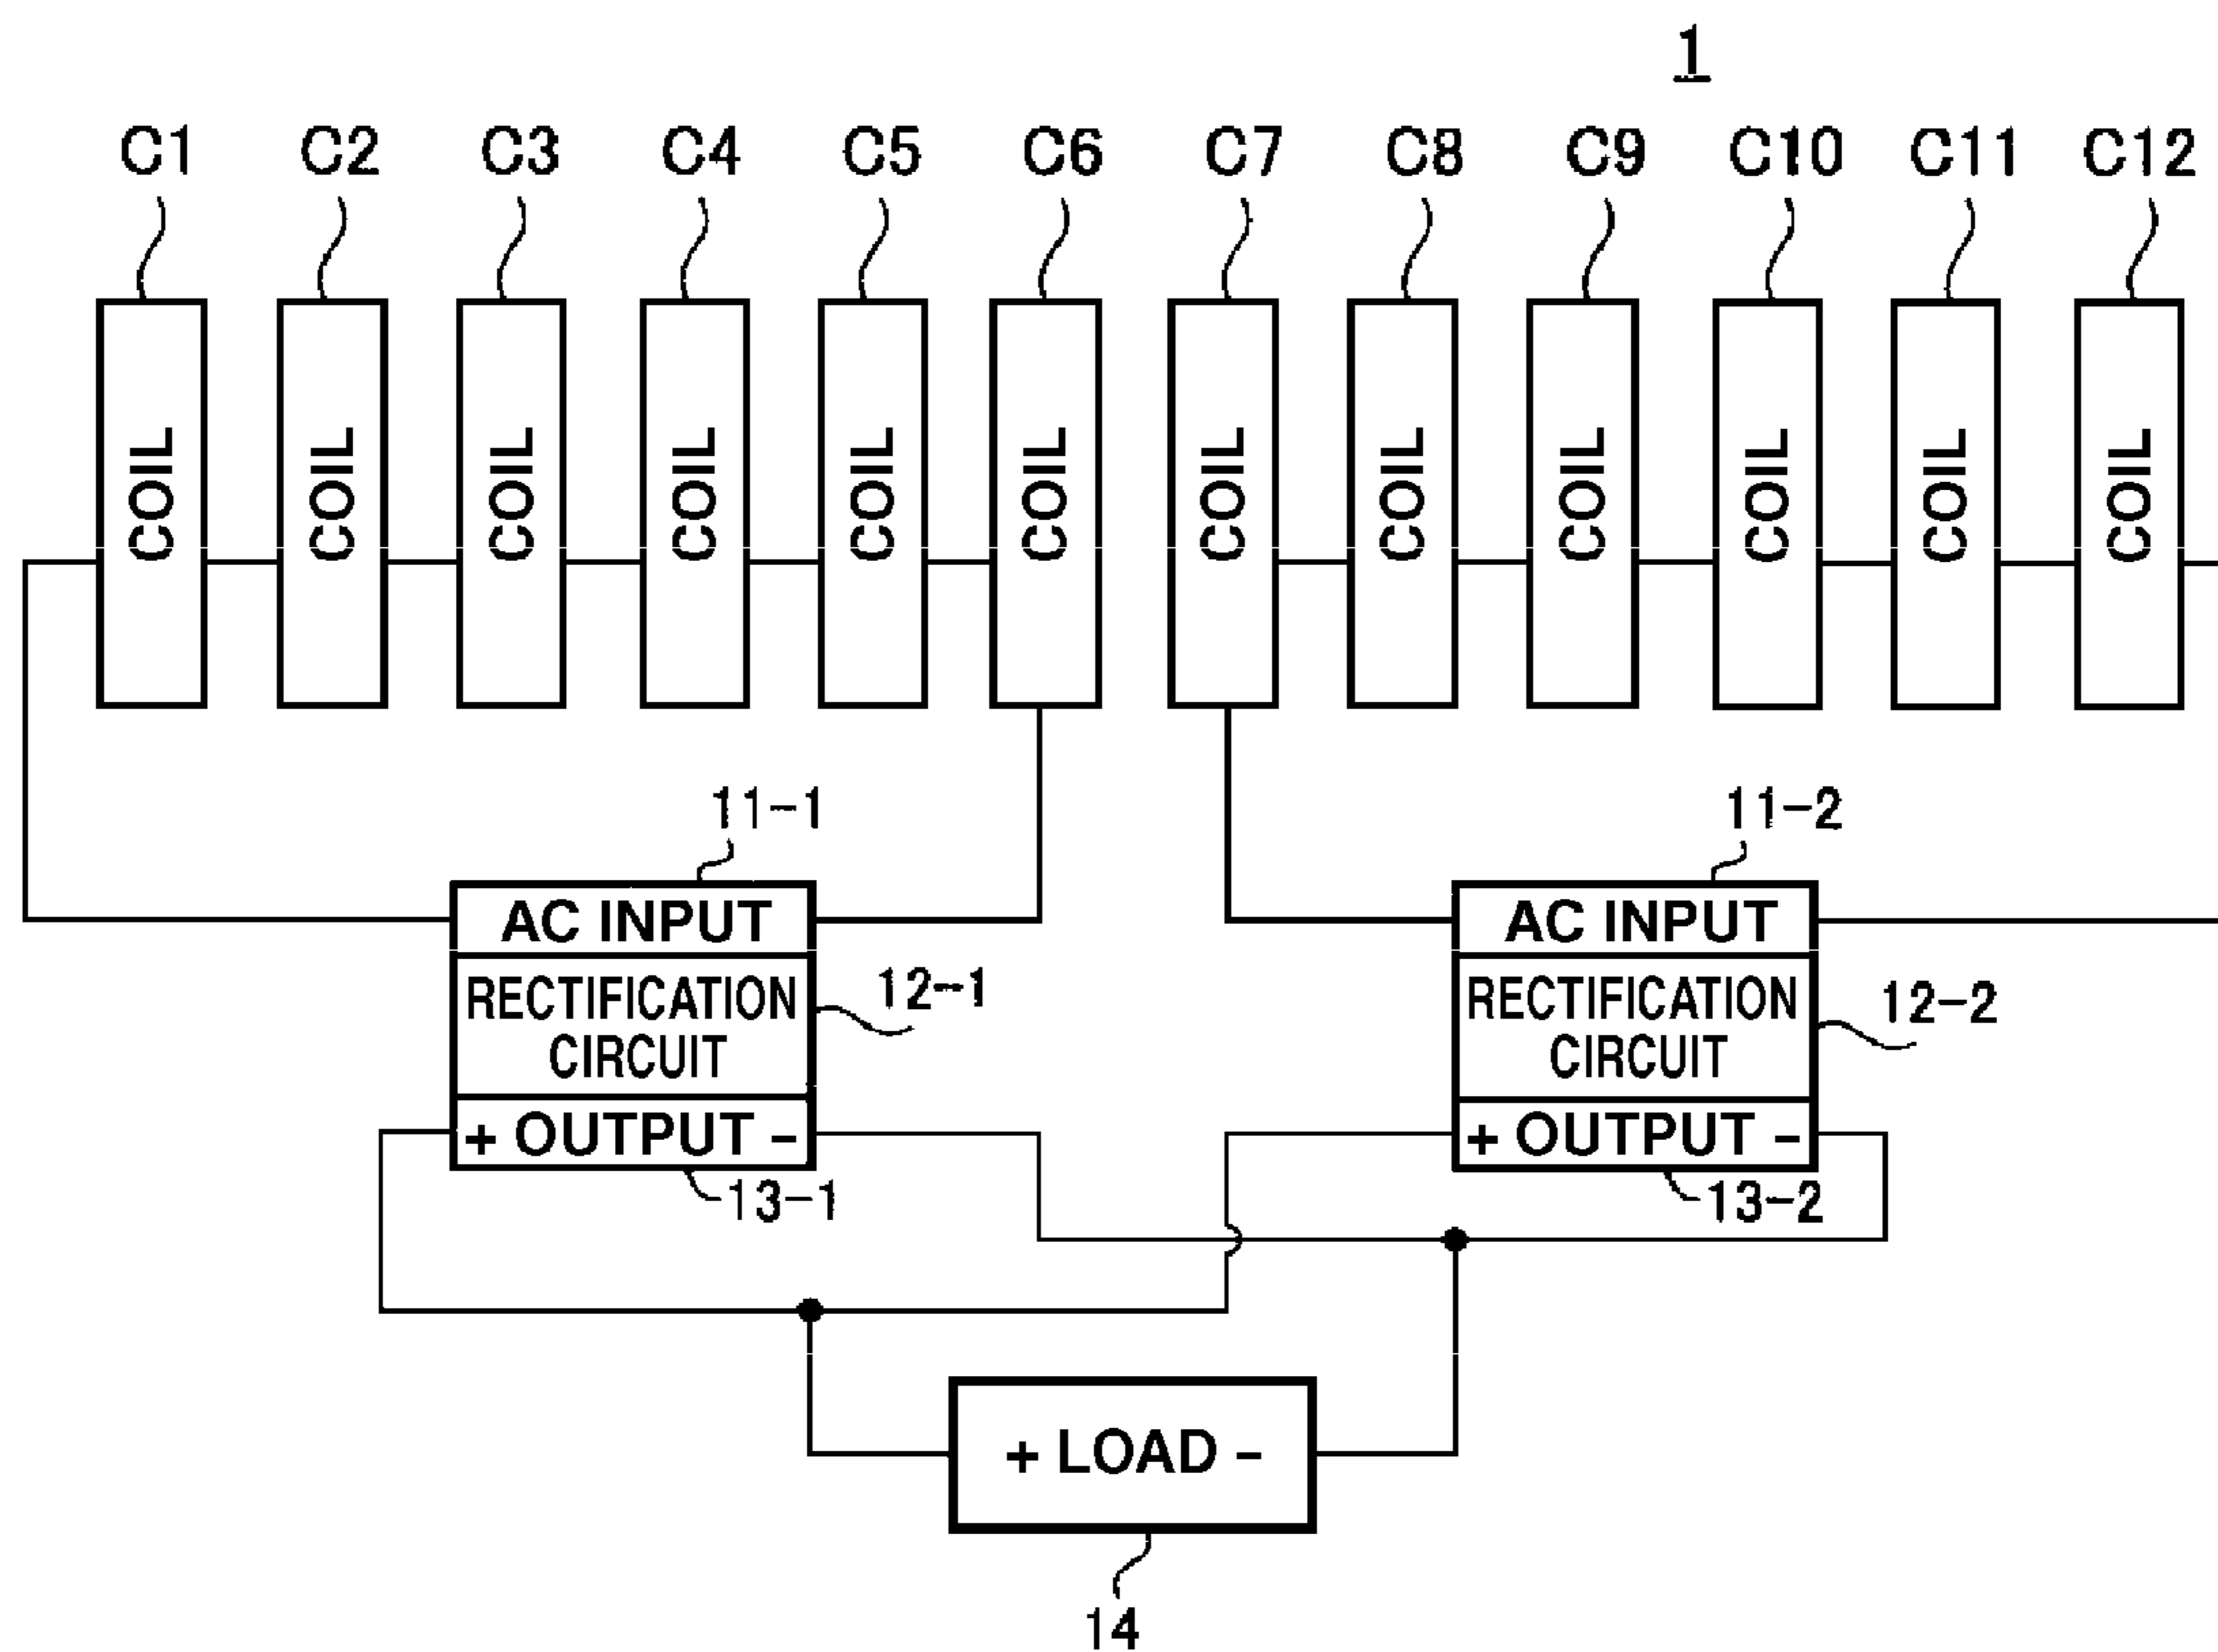 1
C1 C2 C3 C4 C5 C6 C7 C8 C9 C10 C11 C12
COIL COIL COIL COIL COIL COIL COIL COIL COIL COIL COIL COIL
11-1 11-2
AC INPUT AC INPUT
RECTIFICATION CIRCUIT 12-1 RECTIFICATION CIRCUIT 12-2
+ OUTPUT - + OUTPUT -
13-1 13-2
+ LOAD -
14